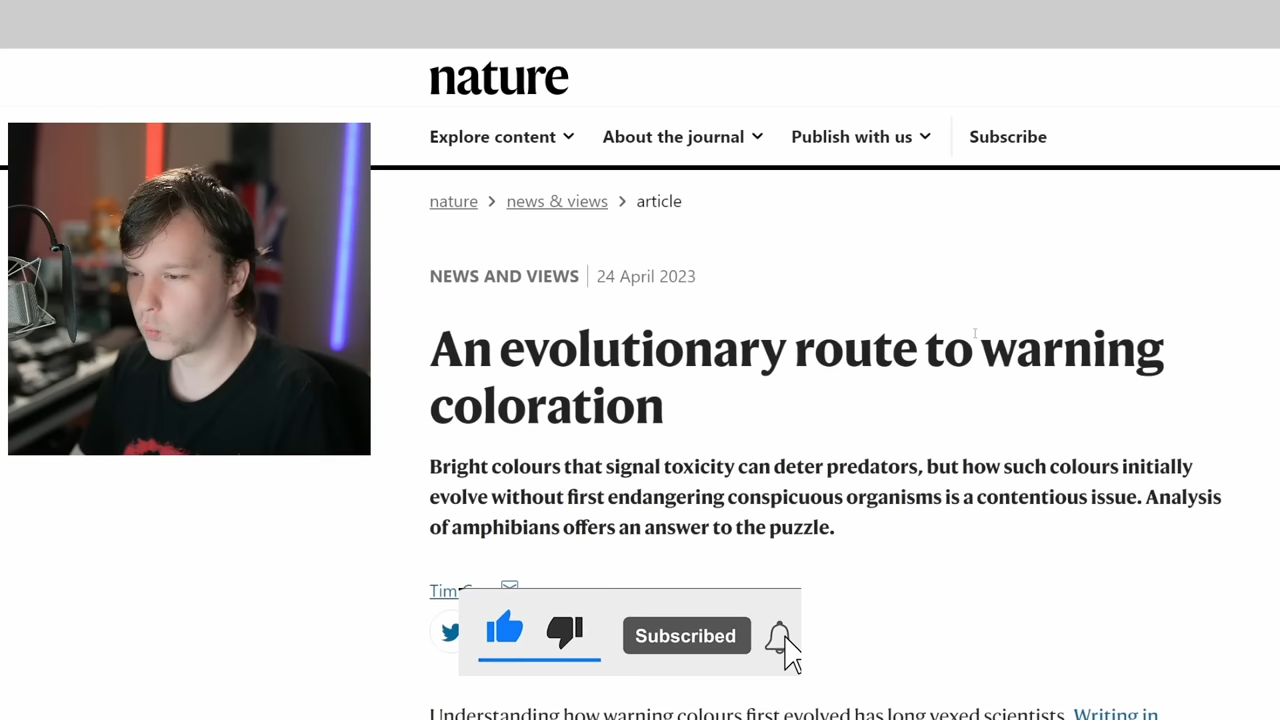 nature
Explore content
About the journal
Publish with us
Subscribe
nature > news & views > article
NEWS AND VIEWS
24 April 2023
An evolutionary route to warning
coloration
Bright colours that signal toxicity can deter predators, but how such colours initially
evolve without first endangering conspicuous organisms is a contentious issue. Analysis
of amphibians offers an answer to the puzzle.
Tim
Subscribed
Understanding how warning colours first evolved has long vexed scientists. Writing in